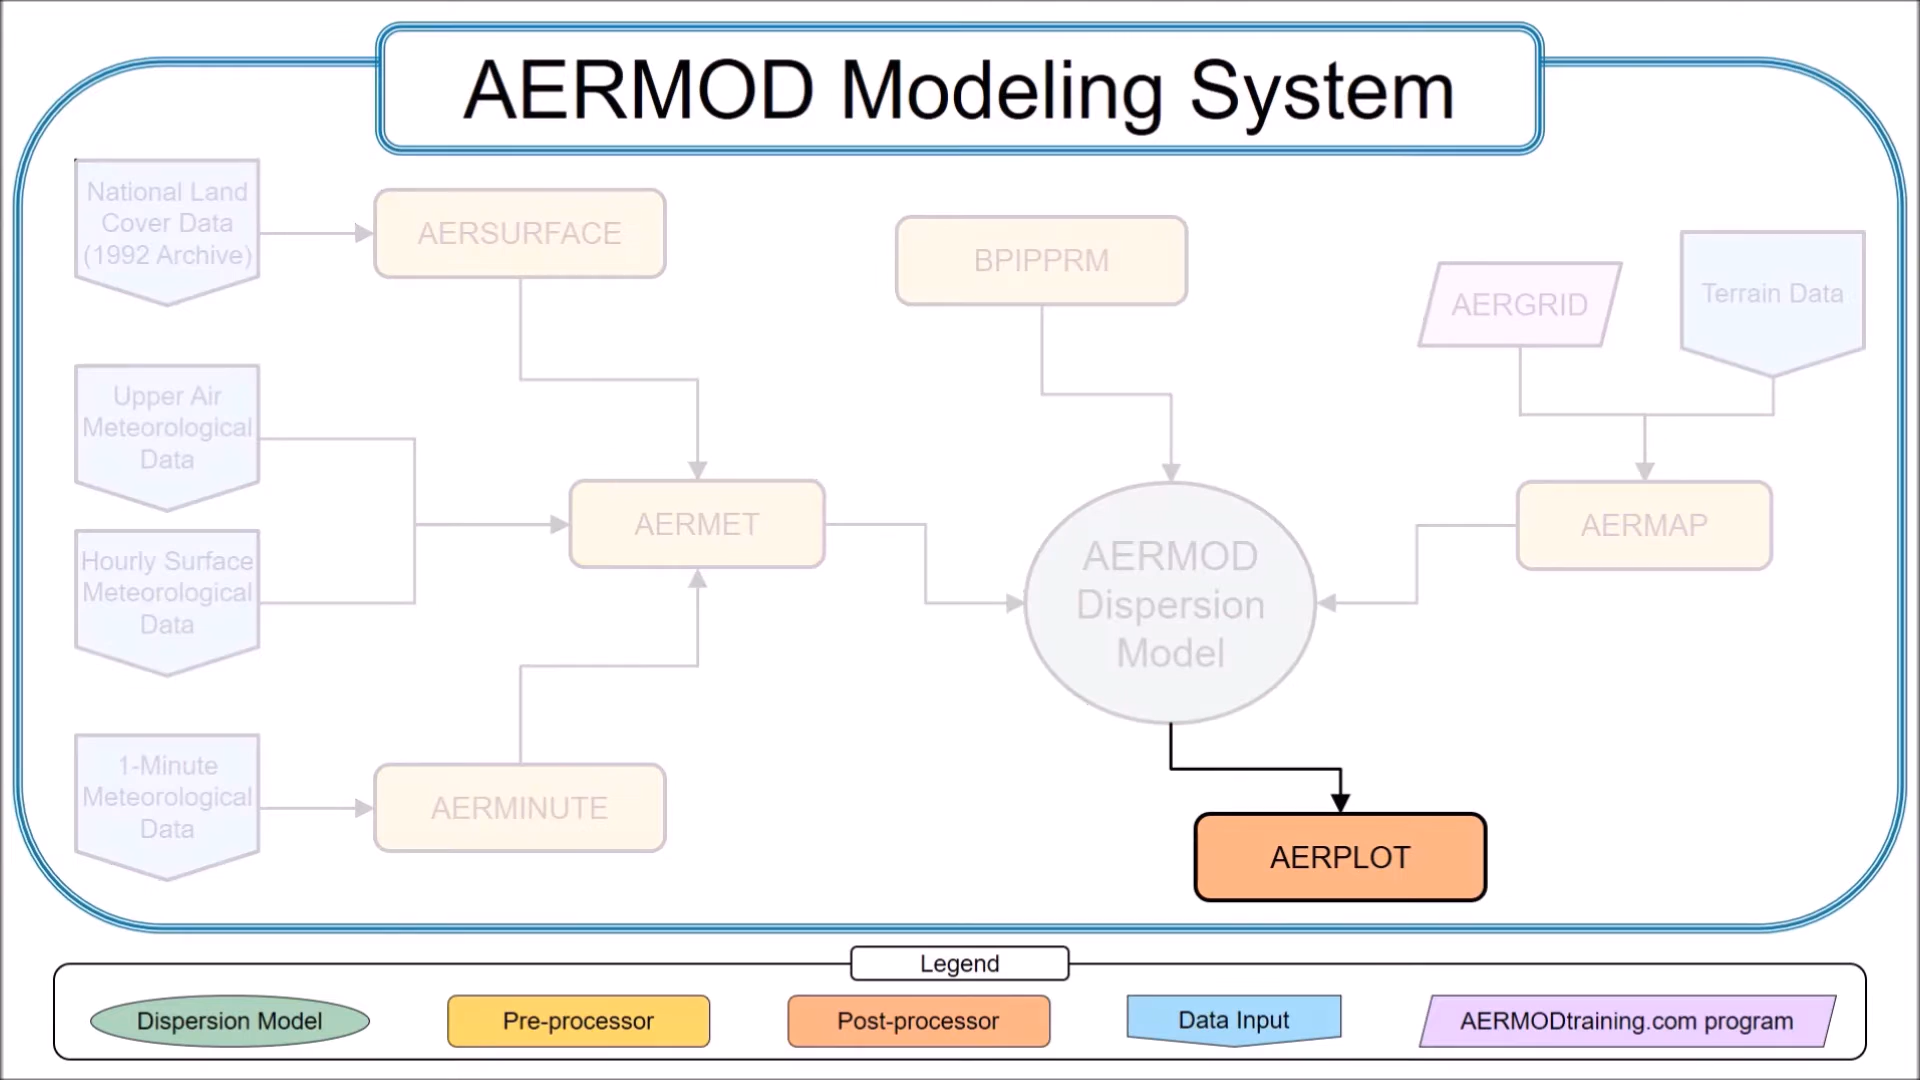 AERMOD Modeling System
National Land
Cover Data
(1992 Archive)
AERSURFACE
BPIPPRM
AERGRID
Terrain Data
Upper Air
Meteorological
Data
Hourly Surface
Meteorological
Data
AERMET
AERMOD
Dispersion
Model
AERMAP
1-Minute
Meteorological
Data
AERMINUTE
AERPLOT
Legend
Dispersion Model
Pre-processor
Post-processor
Data Input
AERMODtraining.com program